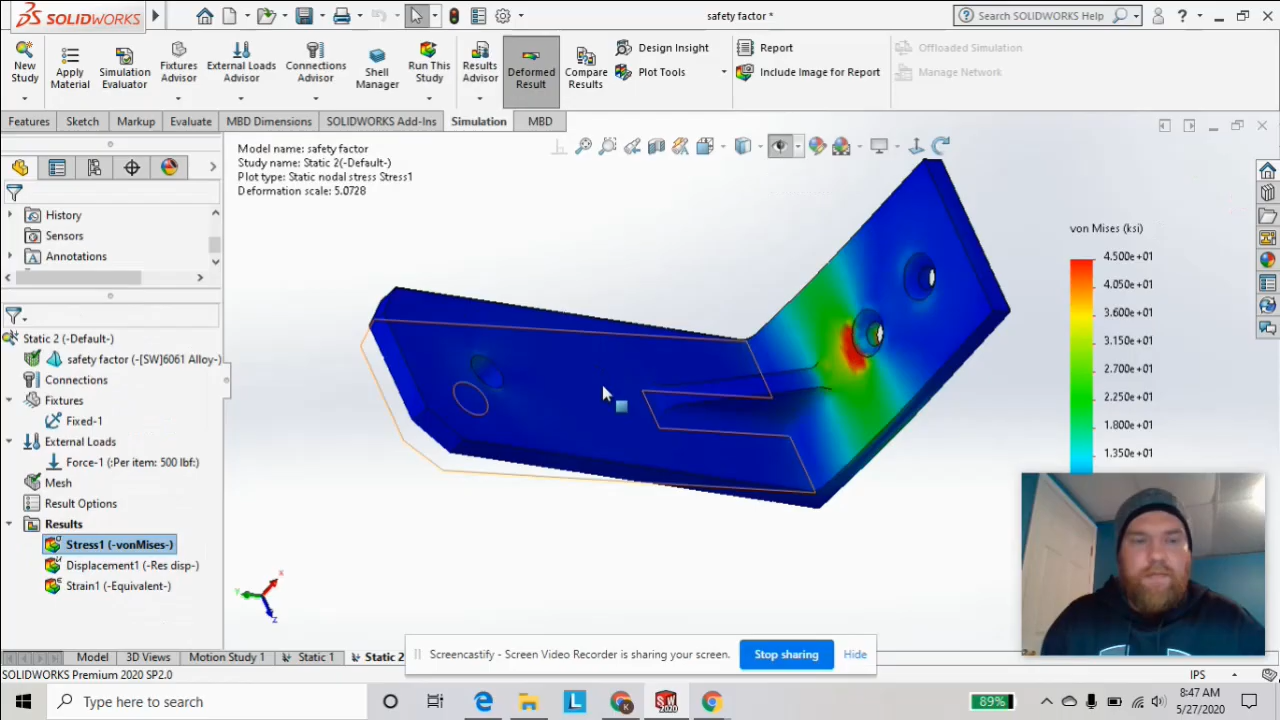 SOLIDWORKS
safety factor *
Search SOLIDWORKS Help
New Study
Apply Material
Simulation Evaluator
Fixtures Advisor
External Loads Advisor
Connections Advisor
Shell Manager
Run This Study
Results Advisor
Deformed Result
Compare Results
Design Insight
Plot Tools
Report
Include Image for Report
Offloaded Simulation
Manage Network
Features Sketch Markup Evaluate MBD Dimensions SOLIDWORKS Add-Ins Simulation MBD
Model name: safety factor
Study name: Static 2(-Default-)
Plot type: Static nodal stress Stress1
Deformation scale: 5.0728
History
Sensors
Annotations
Static 2 (-Default-)
safety factor (-[SW]6061 Alloy-)
Connections
Fixtures
Fixed-1
External Loads
Force-1 (:Per item: 500 lbf:)
Mesh
Result Options
Results
Stress1 (-vonMises-)
Displacement1 (-Res disp-)
Strain1 (-Equivalent-)
von Mises (ksi)
4.500e+01
4.050e+01
3.600e+01
3.150e+01
2.700e+01
2.250e+01
1.800e+01
1.350e+01
Y X Z
Screencastify - Screen Video Recorder is sharing your screen.
Stop sharing
Hide
Model 3D Views Motion Study 1 Static 1 Static 2
SOLIDWORKS Premium 2020 SP2.0
IPS
Type here to search
L
K
SW
2020
89%
8:47 AM
5/27/2020